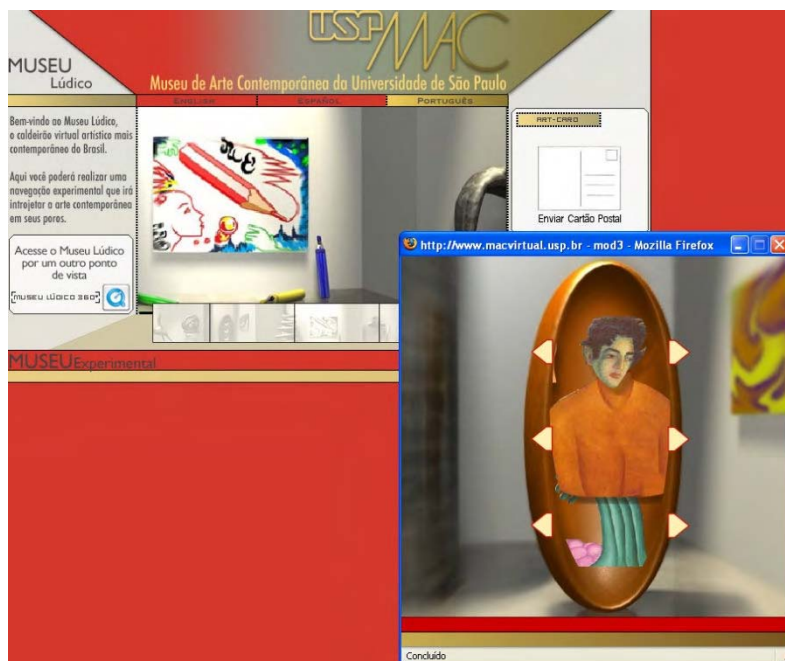 USP MAC
MUSEU
Lúdico
Museu de Arte Contemporânea da Universidade de São Paulo
ENGLISH
ESPAÑOL
PORTUGUÊS
Bem-vindo ao Museu Lúdico,
o caldeirão virtual artístico mais
contemporâneo do Brasil.
Aqui você poderá realizar uma
navegação experimental que irá
introjetar a arte contemporânea
em seus poros.
Acesse o Museu Lúdico
por um outro ponto
de vista
[MUSEU LÚDICO 360º]
ART-CARD
Enviar Cartão Postal
MUSEU Experimental
http://www.macvirtual.usp.br - mod3 - Mozilla Firefox
Concluído